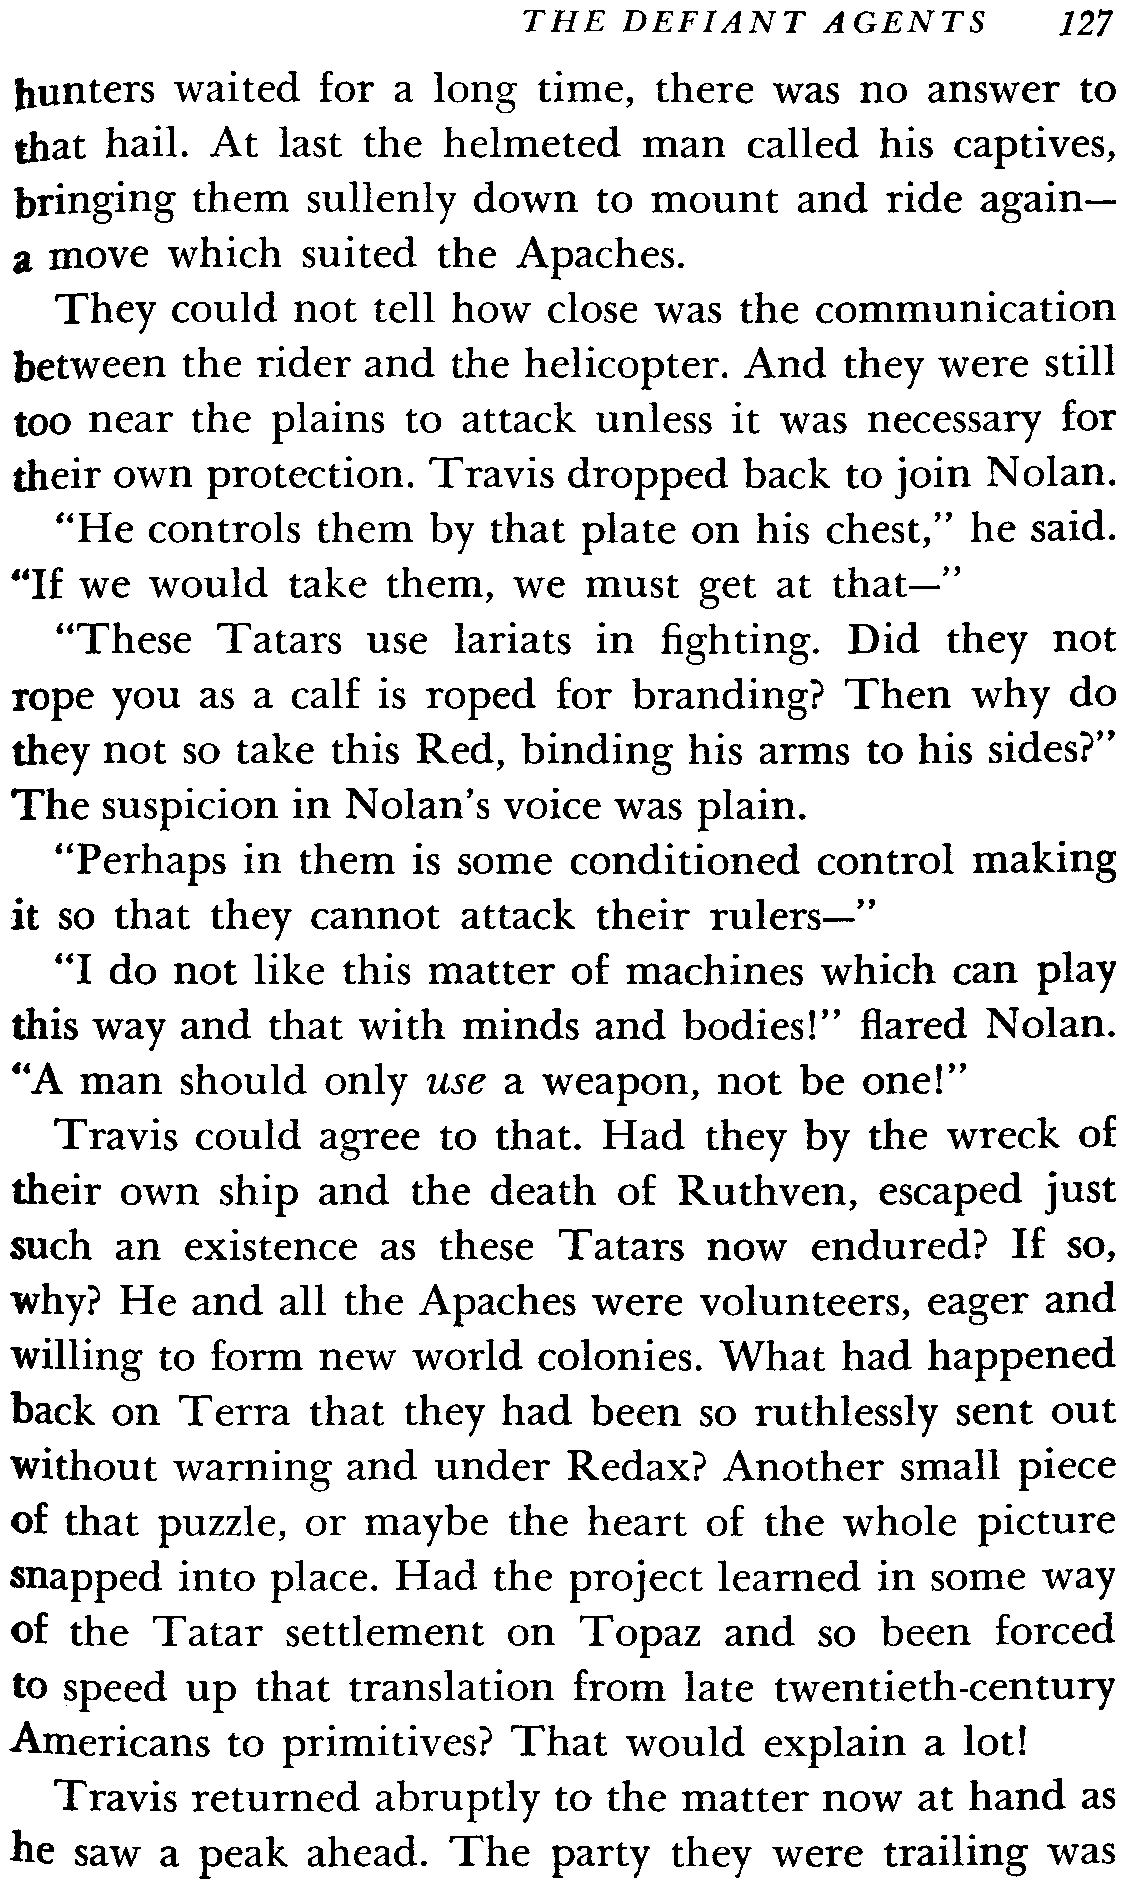 THE DEFIANT AGENTS 127
hunters waited for a long time, there was no answer to
that hail. At last the helmeted man called his captives,
bringing them sullenly down to mount and ride again—
a move which suited the Apaches.
They could not tell how close was the communication
between the rider and the helicopter. And they were still
too near the plains to attack unless it was necessary for
their own protection. Travis dropped back to join Nolan.
“He controls them by that plate on his chest,” he said.
“If we would take them, we must get at that—”
“These Tatars use lariats in fighting. Did they not
rope you as a calf is roped for branding? Then why do
they not so take this Red, binding his arms to his sides?”
The suspicion in Nolan’s voice was plain.
“Perhaps in them is some conditioned control making
it so that they cannot attack their rulers—”
“I do not like this matter of machines which can play
this way and that with minds and bodies!” flared Nolan.
“A man should only use a weapon, not be one!”
Travis could agree to that. Had they by the wreck of
their own ship and the death of Ruthven, escaped just
such an existence as these Tatars now endured? If so,
why? He and all the Apaches were volunteers, eager and
willing to form new world colonies. What had happened
back on Terra that they had been so ruthlessly sent out
without warning and under Redax? Another small piece
of that puzzle, or maybe the heart of the whole picture
snapped into place. Had the project learned in some way
of the Tatar settlement on Topaz and so been forced
to speed up that translation from late twentieth-century
Americans to primitives? That would explain a lot!
Travis returned abruptly to the matter now at hand as
he saw a peak ahead. The party they were trailing was